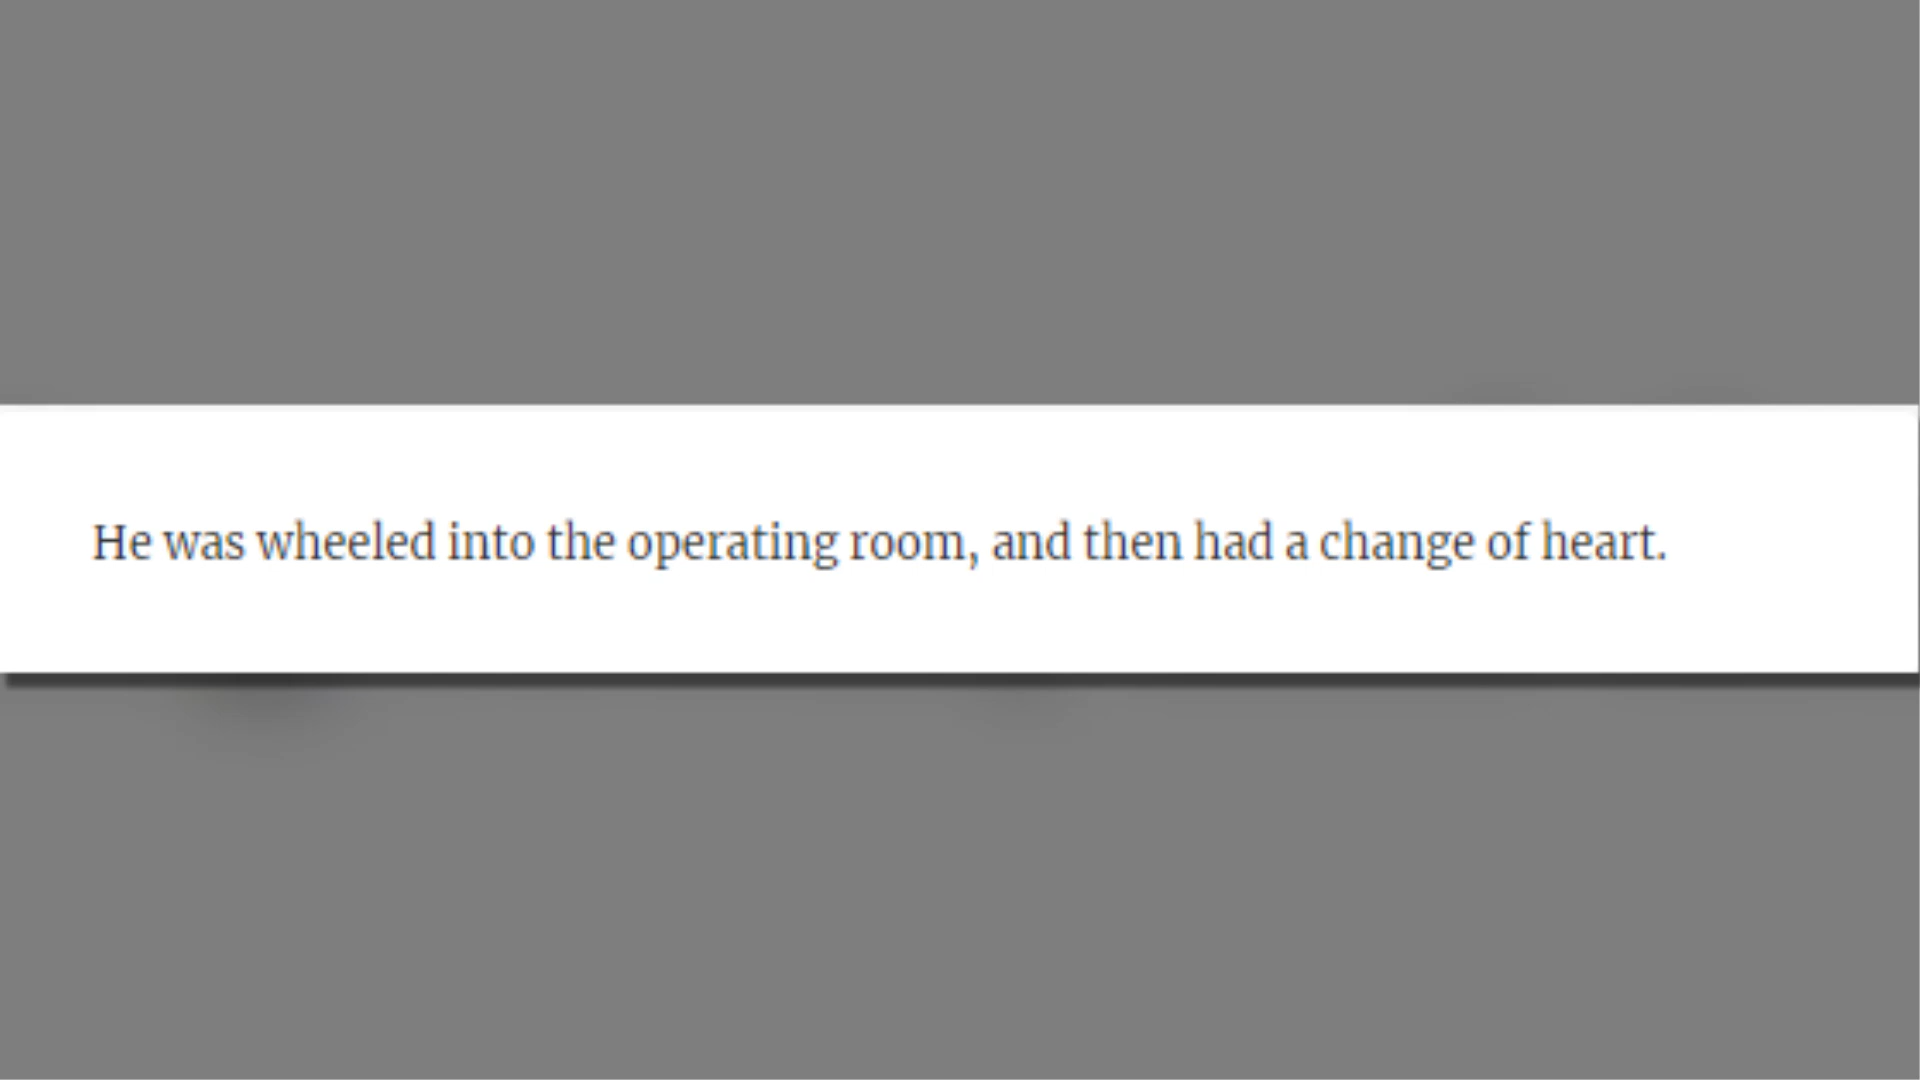 He was wheeled into the operating room, and then had a change of heart.